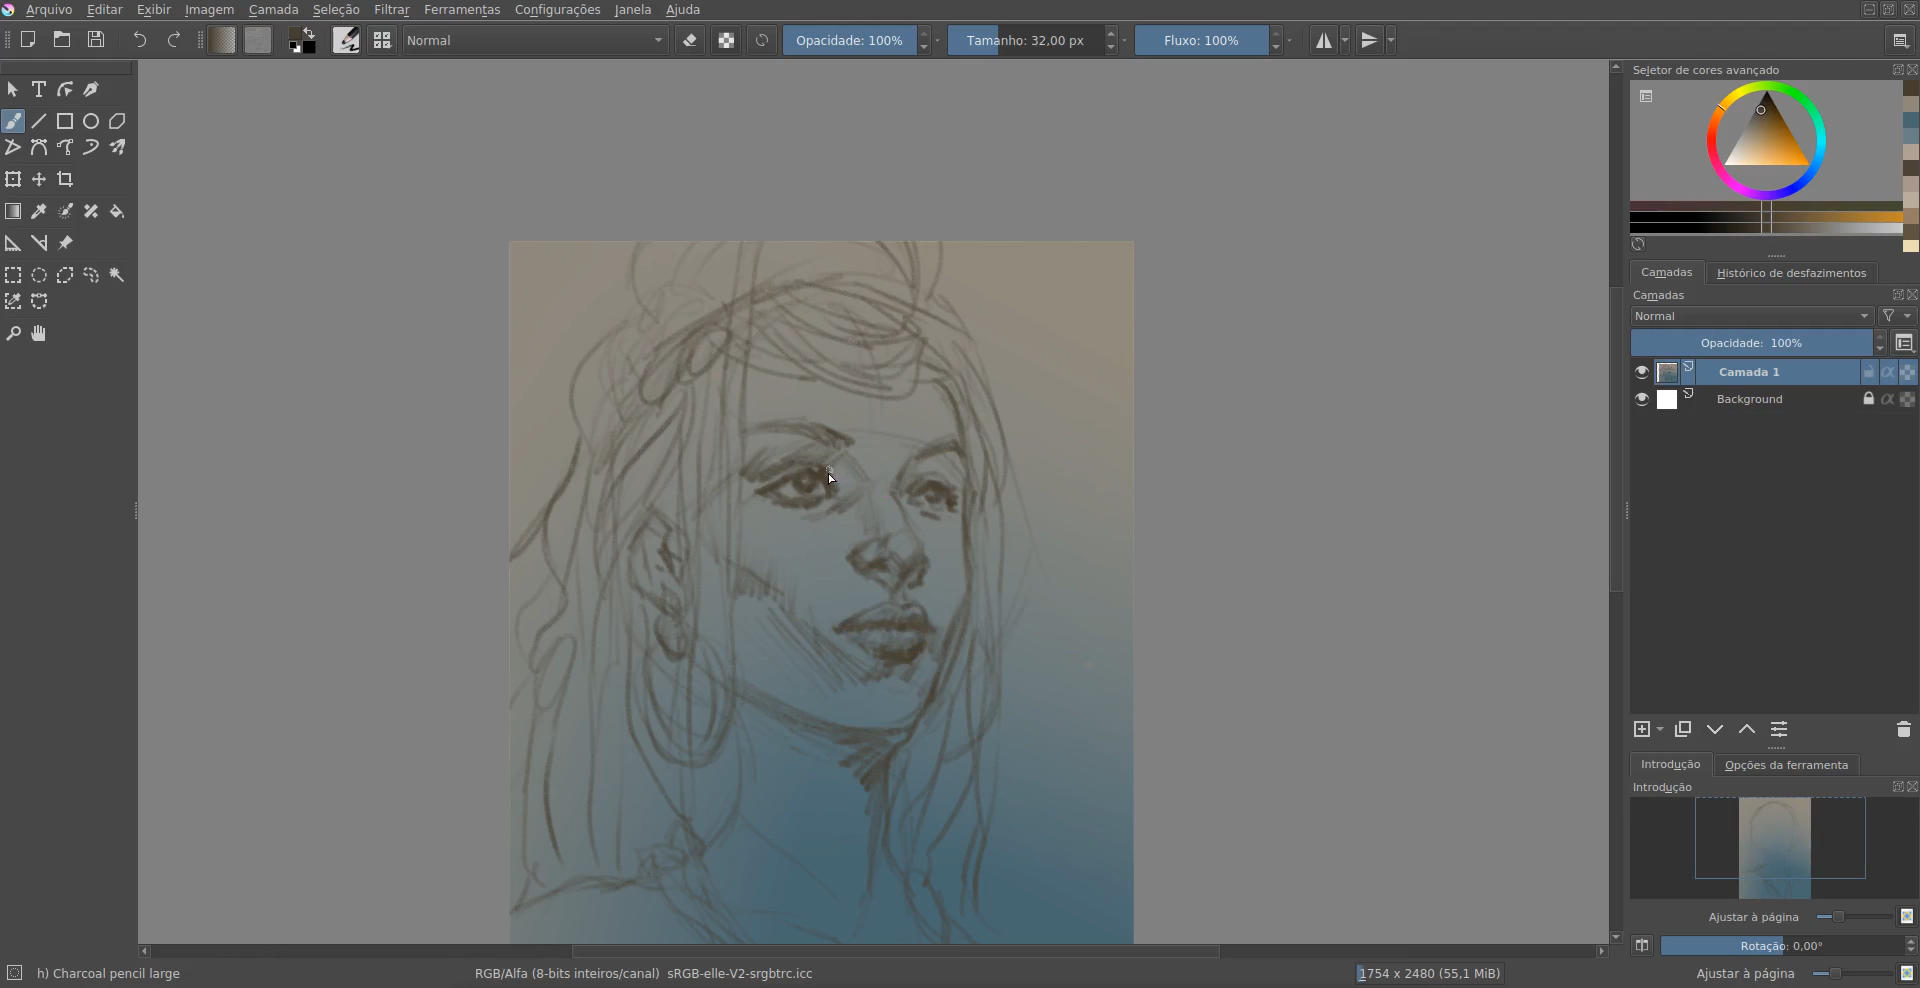 Arquivo Editar Exibir Imagem Camada Seleção Filtrar Ferramentas Configurações Janela Ajuda
Normal Opacidade: 100% Tamanho: 32,00 px Fluxo: 100%
Sejetor de cores avançado
Camadas Histórico de desfazimentos
Camadas
Normal
Opacidade: 100%
Camada 1
Background
Introdução Opções da ferramenta
Introdução
Ajustar à página
Rotação: 0,00°
h) Charcoal pencil large RGB/Alfa (8-bits inteiros/canal) sRGB-elle-V2-srgbtrc.icc 1754 x 2480 (55,1 MiB) Ajustar à página